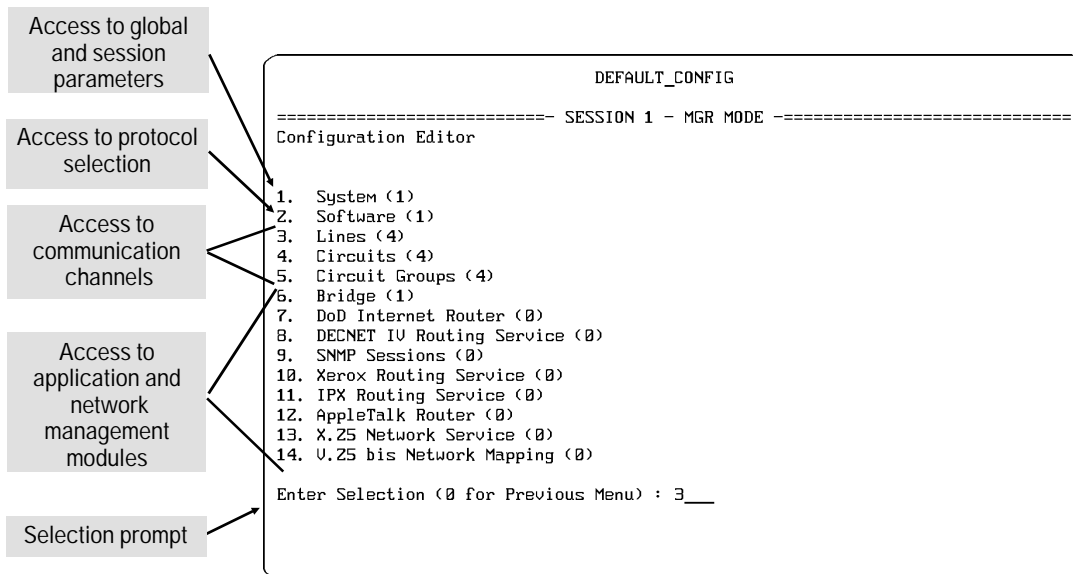 Access to global
and session
parameters
Access to protocol
selection
Access to
communication
channels
Access to
application and
network
management
modules
Selection prompt
DEFAULT_CONFIG
===========================- SESSION 1 - MGR MODE -=============================
Configuration Editor
1. System (1)
2. Software (1)
3. Lines (4)
4. Circuits (4)
5. Circuit Groups (4)
6. Bridge (1)
7. DoD Internet Router (0)
8. DECNET IV Routing Service (0)
9. SNMP Sessions (0)
10. Xerox Routing Service (0)
11. IPX Routing Service (0)
12. AppleTalk Router (0)
13. X.25 Network Service (0)
14. V.25 bis Network Mapping (0)
Enter Selection (0 for Previous Menu) : 3___